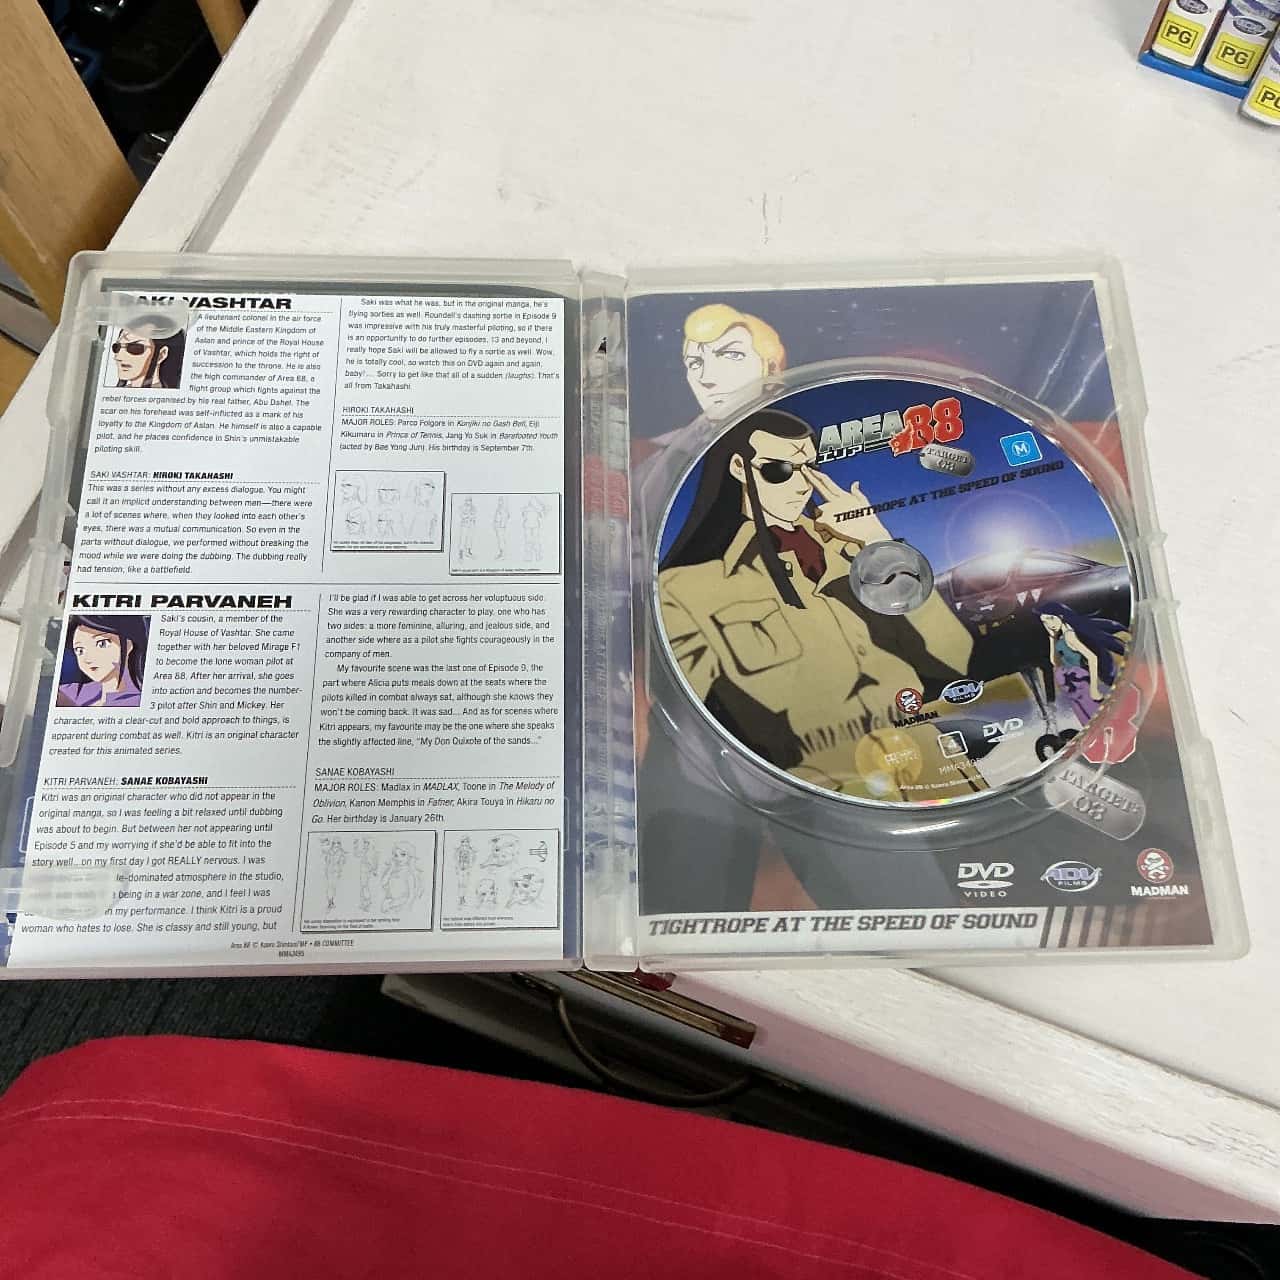 SAKI VASHTAR
A lieutenant colonel in the air force
of the Middle Eastern Kingdom of
Aslan and prince of the Royal House
of Vashtar, which holds the right of
succession to the throne. He is also
the high commander of Area 88, a
flight group which fights against the
rebel forces organised by his real father, Abu Dahel. The
scar on his forehead was self-inflicted as a mark of his
loyalty to the Kingdom of Aslan. He himself is also a capable
pilot, and he places confidence in Shin's unmistakable
piloting skill.
SAKI VASHTAR: HIROKI TAKAHASHI
This was a series without any excess dialogue. You might
call it an implicit understanding between men—there were
a lot of scenes where, when they looked into each other's
eyes, there was a mutual communication. So even in the
parts without dialogue, we performed without breaking the
mood while we were doing the dubbing. The dubbing really
had tension, like a battlefield.
Saki was what he was, but in the original manga, he's
flying sorties as well. Roundell's dashing sortie in Episode 9
was impressive with his truly masterful piloting, so if there
is an opportunity to do further episodes, 13 and beyond, I
really hope Saki will be allowed to fly a sortie as well. Wow,
he is totally cool, so watch this on DVD again and again,
baby!... Sorry to get like that all of a sudden (laughs). That's
all from Takahashi.
HIROKI TAKAHASHI
MAJOR ROLES: Parco Folgore in Konjiki no Gash Bell, Eiji
Kikumaru in Prince of Tennis, Jang Yo Suk in Barefooted Youth
(acted by Bae Yong Jun). His birthday is September 7th.
KITRI PARVANEH
Saki's cousin, a member of the
Royal House of Vashtar. She came
together with her beloved Mirage F1
to become the lone woman pilot at
Area 88. After her arrival, she goes
into action and becomes the number-
3 pilot after Shin and Mickey. Her
character, with a clear-cut and bold approach to things, is
apparent during combat as well. Kitri is an original character
created for this animated series.
KITRI PARVANEH: SANAE KOBAYASHI
Kitri was an original character who did not appear in the
original manga, so I was feeling a bit relaxed until dubbing
was about to begin. But between her not appearing until
Episode 5 and my worrying if she'd be able to fit into the
story well... on my first day I got REALLY nervous. I was
le-dominated atmosphere in the studio,
being in a war zone, and I feel I was
in my performance. I think Kitri is a proud
woman who hates to lose. She is classy and still young, but
I'll be glad if I was able to get across her voluptuous side.
She was a very rewarding character to play, one who has
two sides: a more feminine, alluring, and jealous side, and
another side where as a pilot she fights courageously in the
company of men.
My favourite scene was the last one of Episode 9, the
part where Alicia puts meals down at the seats where the
pilots killed in combat always sat, although she knows they
won't be coming back. It was sad... And as for scenes where
Kitri appears, my favourite may be the one where she speaks
the slightly affected line, "My Don Quixote of the sands..."
SANAE KOBAYASHI
MAJOR ROLES: Madlax in MADLAX, Toone in The Melody of
Oblivion, Kanon Memphis in Fafner, Akira Touya in Hikaru no
Go. Her birthday is January 26th.
Area 88 © Kaoru Shintani/MF • 88 COMMITTEE
MMA3495
AREA 88
エリア
TARGET
03
M
TIGHTROPE AT THE SPEED OF SOUND
MADMAN
ADV
FILMS
4
DVD
8
TARGET
03
DVD
VIDEO
ADV
FILMS
MADMAN
TIGHTROPE AT THE SPEED OF SOUND
PG
PG